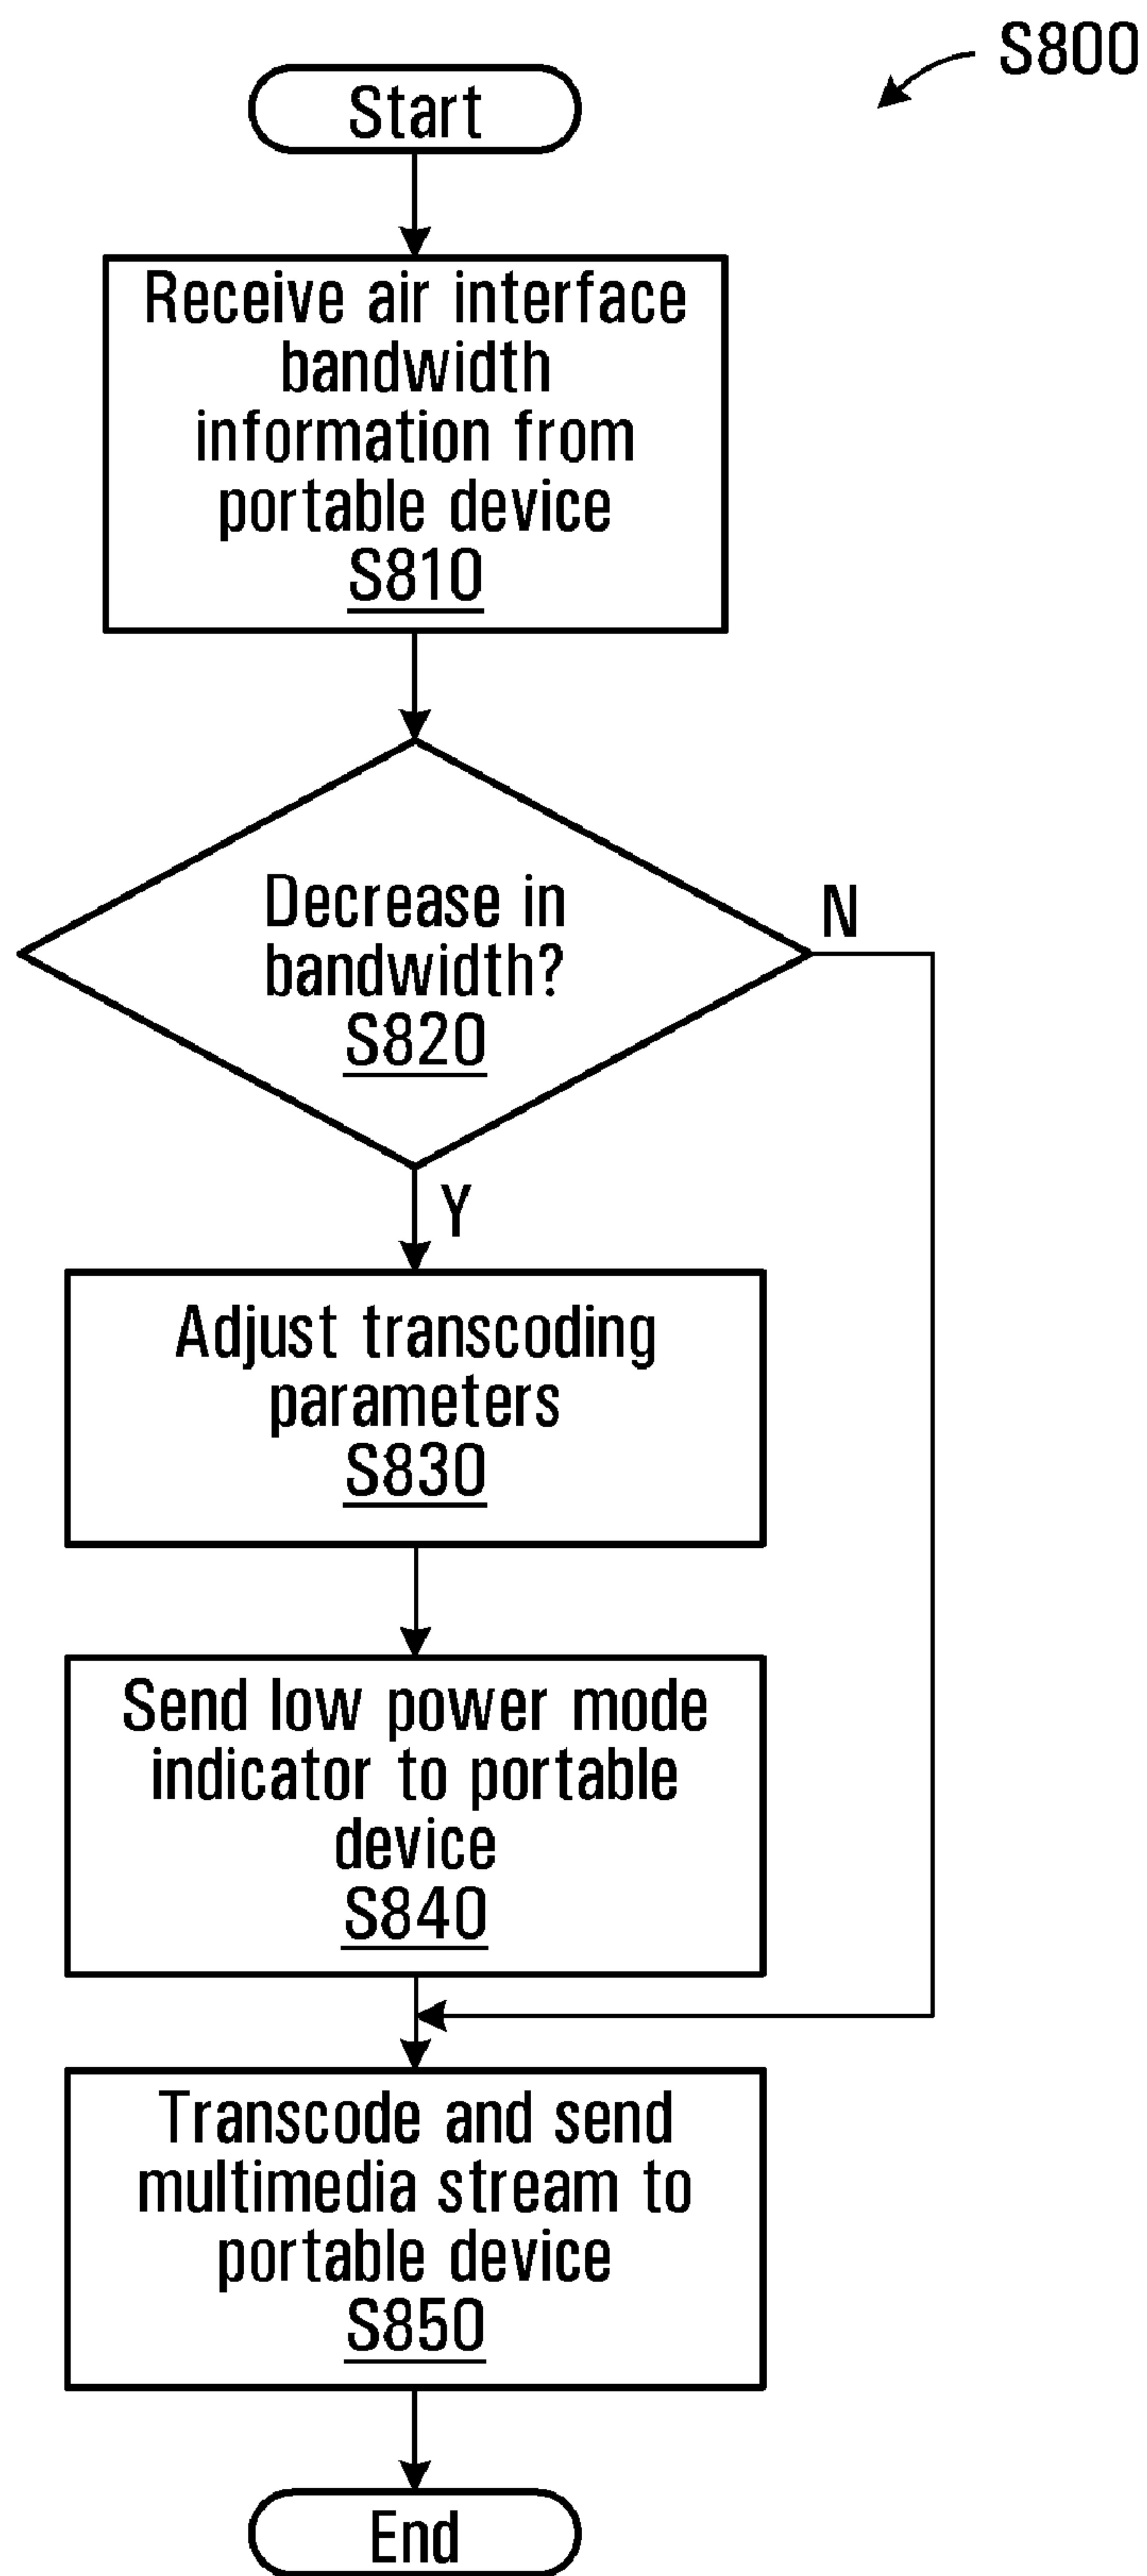 S800
Start
Receive air interface
bandwidth
information from
portable device
S810
Decrease in
bandwidth?
S820
N
Y
Adjust transcoding
parameters
S830
Send low power mode
indicator to portable
device
S840
Transcode and send
multimedia stream to
portable device
S850
End